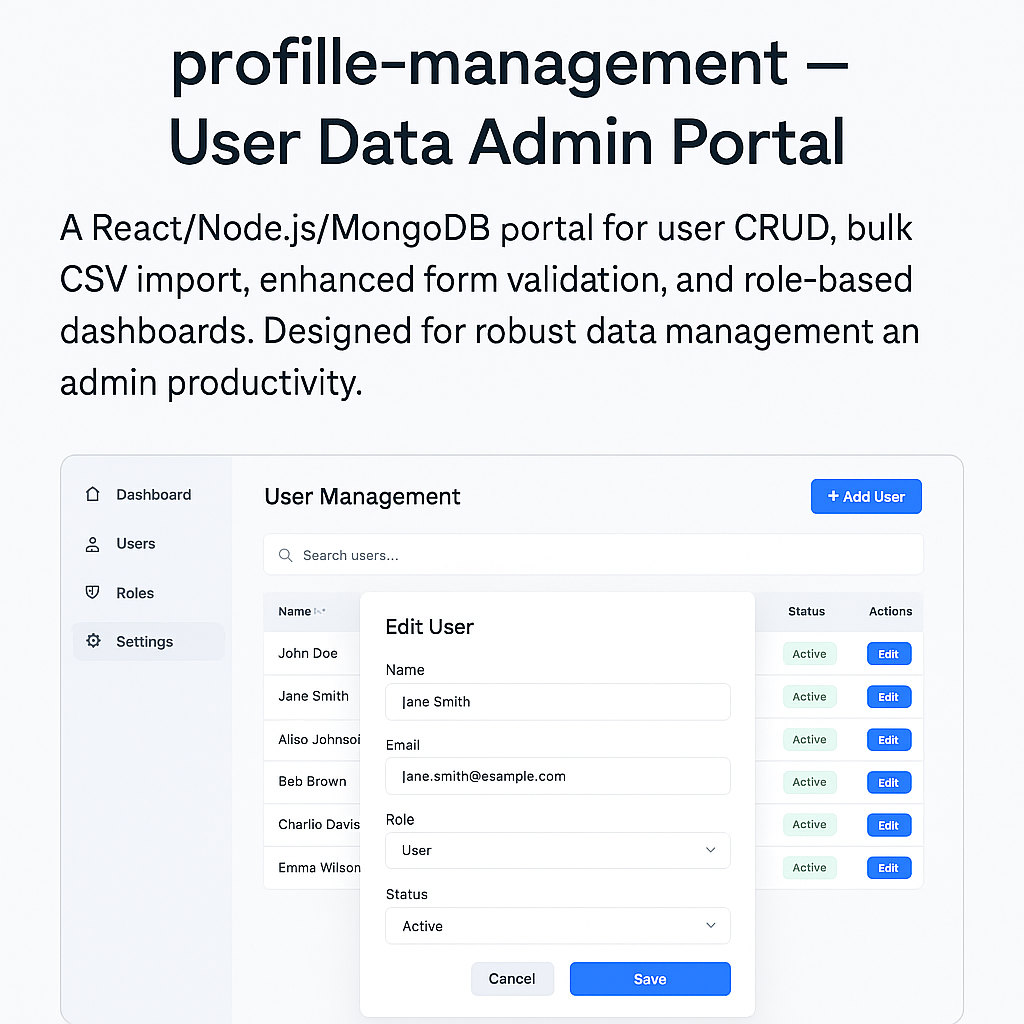 profille-management —
User Data Admin Portal
A React/Node.js/MongoDB portal for user CRUD, bulk
CSV import, enhanced form validation, and role-based
dashboards. Designed for robust data management an
admin productivity.
Dashboard
Users
Roles
Settings
User Management
+ Add User
Search users...
Name
Status
Actions
John Doe
Active
Edit
Jane Smith
Active
Edit
Aliso Johnsoi
Active
Edit
Beb Brown
Active
Edit
Charlio Davis
Active
Edit
Emma Wilson
Active
Edit
Edit User
Name
Jane Smith
Email
Jane.smith@esample.com
Role
User
Status
Active
Cancel
Save